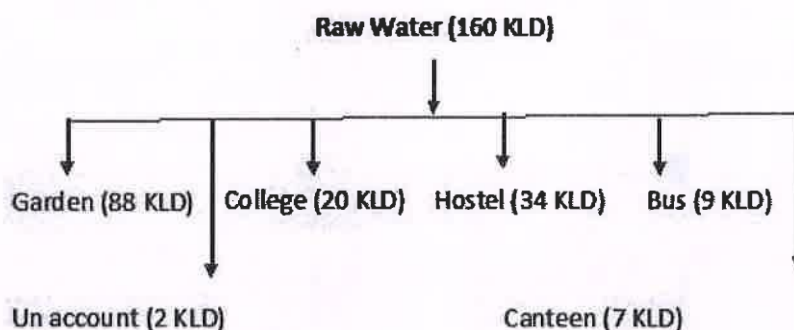 Raw Water (160 KLD)
Garden (88 KLD) College (20 KLD) Hostel (34 KLD) Bus (9 KLD)
Un account (2 KLD) Canteen (7 KLD)